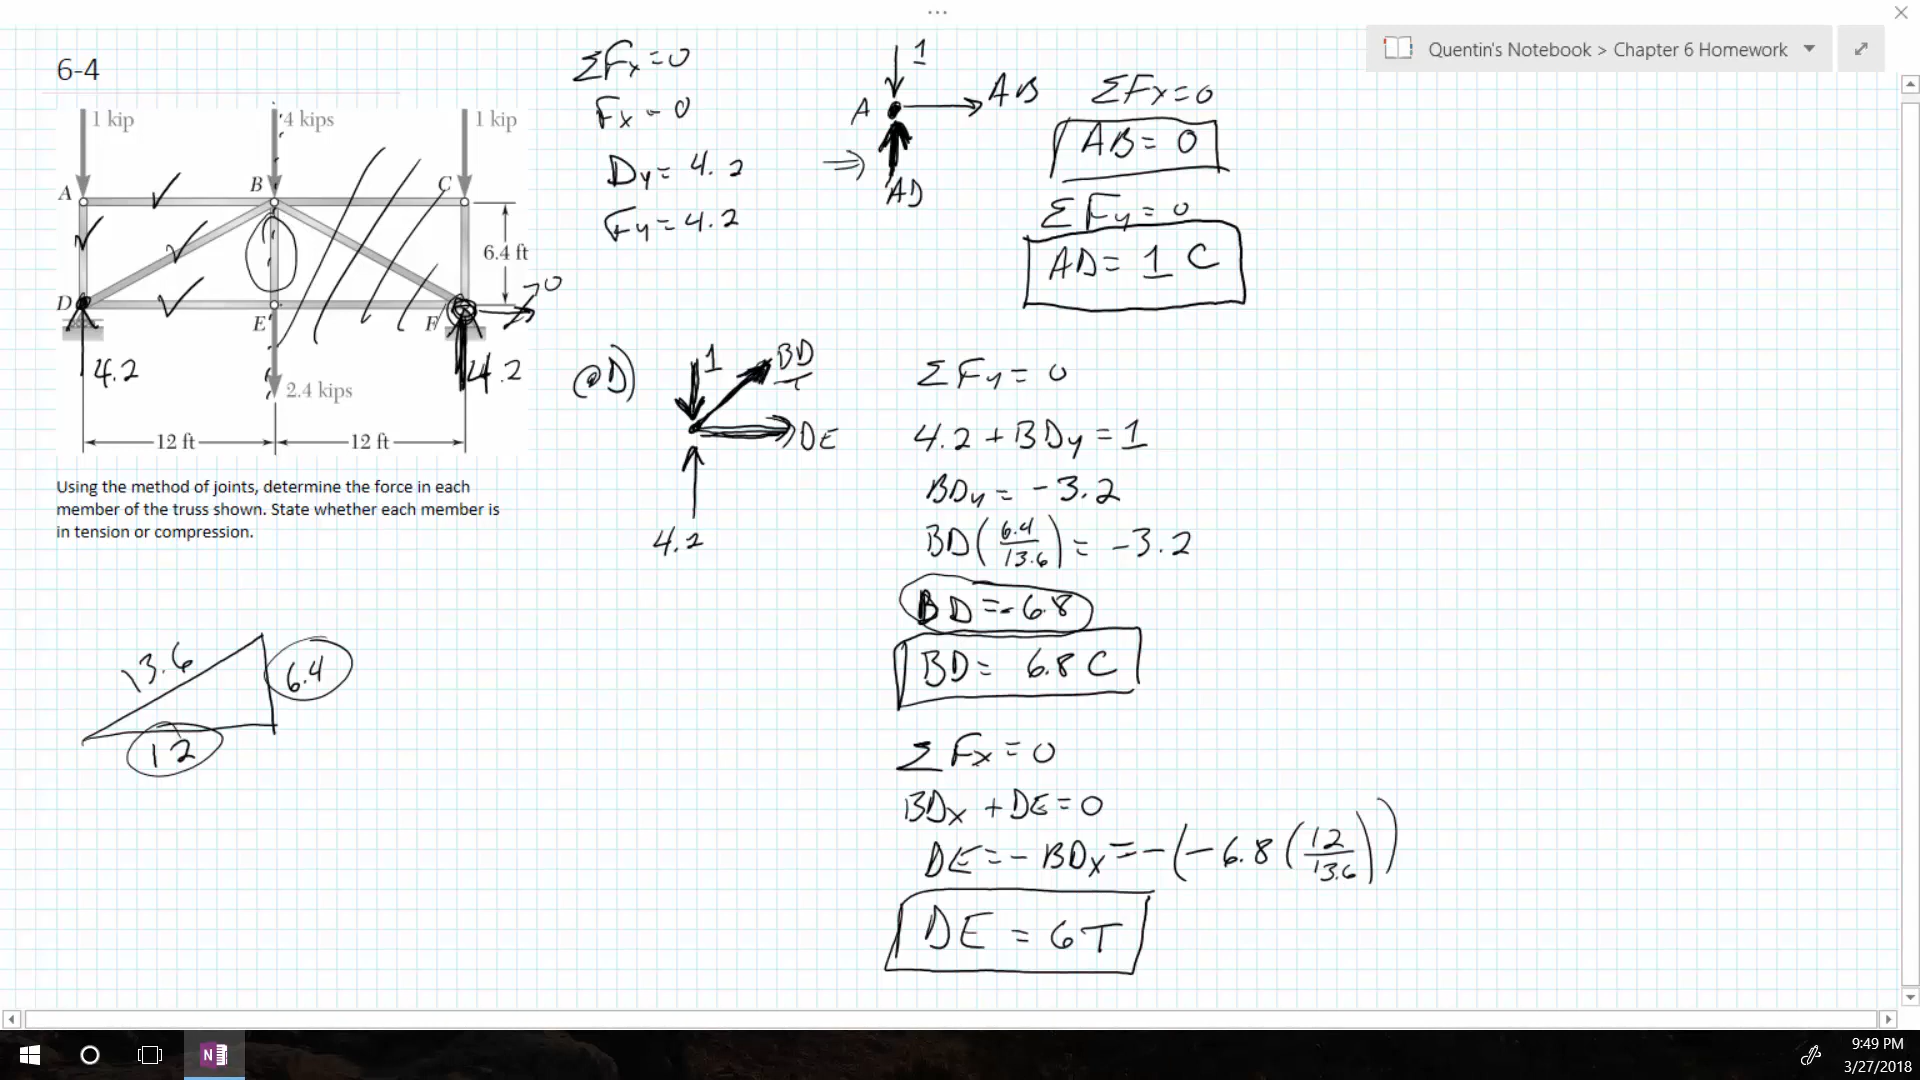 Quentin's Notebook > Chapter 6 Homework
6-4
1 kip
4 kips
1 kip
A
B
C
6.4 ft
D
E
F
0
4.2
4.2
2.4 kips
12 ft
12 ft
Using the method of joints, determine the force in each
member of the truss shown. State whether each member is
in tension or compression.
13.6
6.4
12
ΣFx = 0
Fx = 0
Dy = 4.2
Fy = 4.2
1
A
AB
⇒
AD
ΣFx = 0
AB = 0
ΣFy = 0
AD = 1 C
@D)
1
BD
T
DE
4.2
ΣFy = 0
4.2 + BDy = 1
BDy = -3.2
BD(6.4/13.6) = -3.2
BD = -6.8
BD = 6.8 C
ΣFx = 0
BDx + DE = 0
DE = - BDx = -(-6.8(12/13.6))
DE = 6 T
N
9:49 PM
3/27/2018